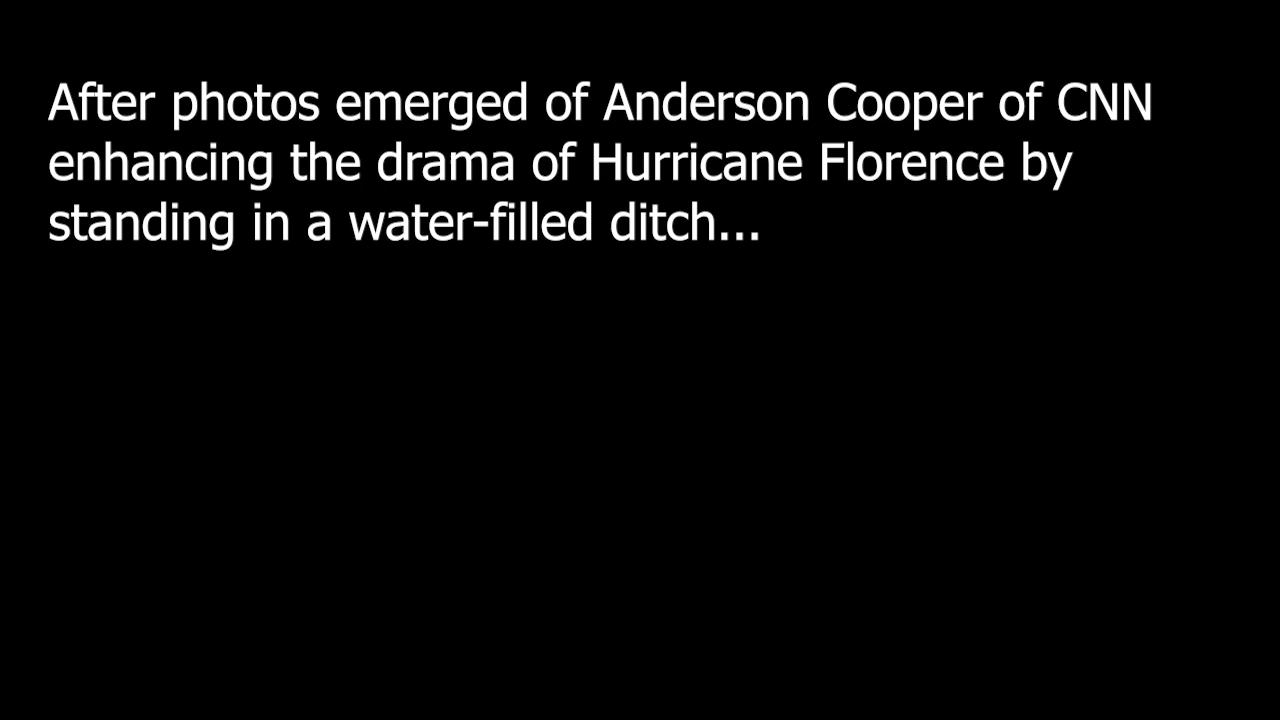 After photos emerged of Anderson Cooper of CNN
enhancing the drama of Hurricane Florence by
standing in a water-filled ditch...